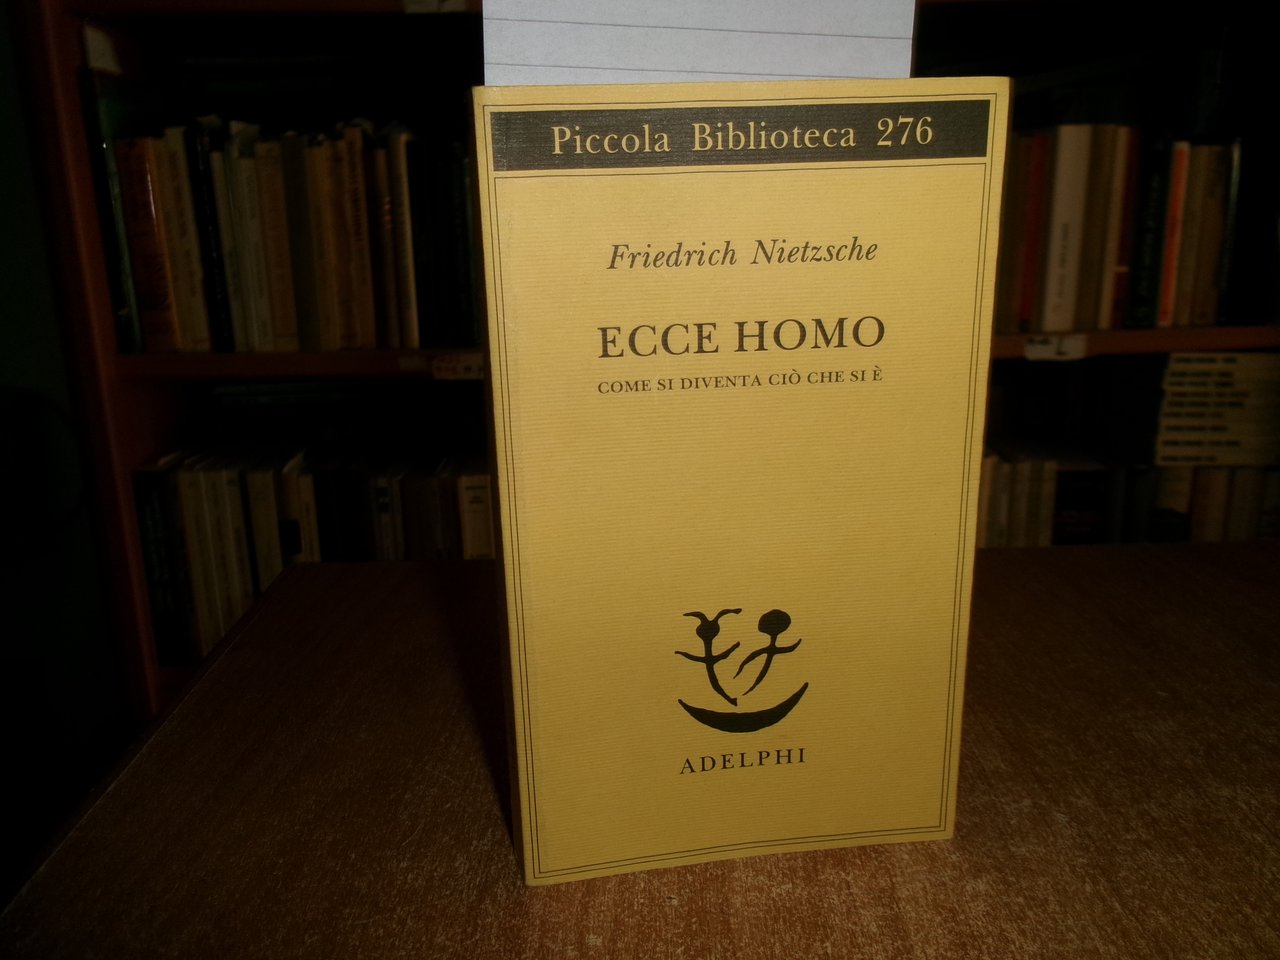 Piccola Biblioteca 276
Friedrich Nietzsche
ECCE HOMO
COME SI DIVENTA CIÒ CHE SI È
ADELPHI